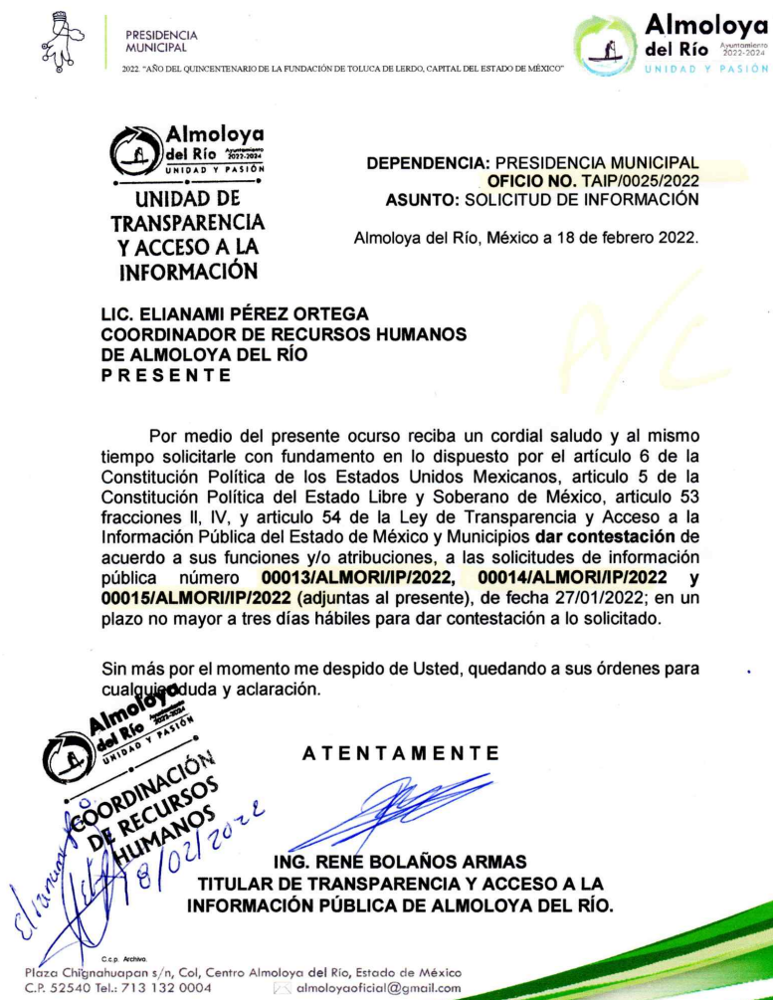 PRESIDENCIA
MUNICIPAL
2022. “AÑO DEL QUINCENTENARIO DE LA FUNDACIÓN DE TOLUCA DE LERDO, CAPITAL DEL ESTADO DE MÉXICO”
Almoloya
del Río Ayuntamiento 2022-2024
UNIDAD Y PASIÓN
Almoloya
del Río Ayuntamiento 2022-2024
UNIDAD Y PASIÓN
UNIDAD DE
TRANSPARENCIA
Y ACCESO A LA
INFORMACIÓN
DEPENDENCIA: PRESIDENCIA MUNICIPAL
OFICIO NO. TAIP/0025/2022
ASUNTO: SOLICITUD DE INFORMACIÓN
Almoloya del Río, México a 18 de febrero 2022.
LIC. ELIANAMI PÉREZ ORTEGA
COORDINADOR DE RECURSOS HUMANOS
DE ALMOLOYA DEL RÍO
P R E S E N T E
A/C
Por medio del presente ocurso reciba un cordial saludo y al mismo
tiempo solicitarle con fundamento en lo dispuesto por el artículo 6 de la
Constitución Política de los Estados Unidos Mexicanos, articulo 5 de la
Constitución Política del Estado Libre y Soberano de México, articulo 53
fracciones II, IV, y articulo 54 de la Ley de Transparencia y Acceso a la
Información Pública del Estado de México y Municipios dar contestación de
acuerdo a sus funciones y/o atribuciones, a las solicitudes de información
pública número 00013/ALMORI/IP/2022, 00014/ALMORI/IP/2022 y
00015/ALMORI/IP/2022 (adjuntas al presente), de fecha 27/01/2022; en un
plazo no mayor a tres días hábiles para dar contestación a lo solicitado.
Sin más por el momento me despido de Usted, quedando a sus órdenes para
cualquier duda y aclaración.
Almoloya
del Río Ayuntamiento 2022-2024
UNIDAD Y PASIÓN
COORDINACIÓN
DE RECURSOS
HUMANOS
Elianami
18/02/2022
A T E N T A M E N T E
ING. RENÉ BOLAÑOS ARMAS
TITULAR DE TRANSPARENCIA Y ACCESO A LA
INFORMACIÓN PÚBLICA DE ALMOLOYA DEL RÍO.
C.c.p. Archivo.
Plaza Chignahuapan s/n, Col, Centro Almoloya del Río, Estado de México
C.P. 52540 Tel.: 713 132 0004 almoloyaoficial@gmail.com